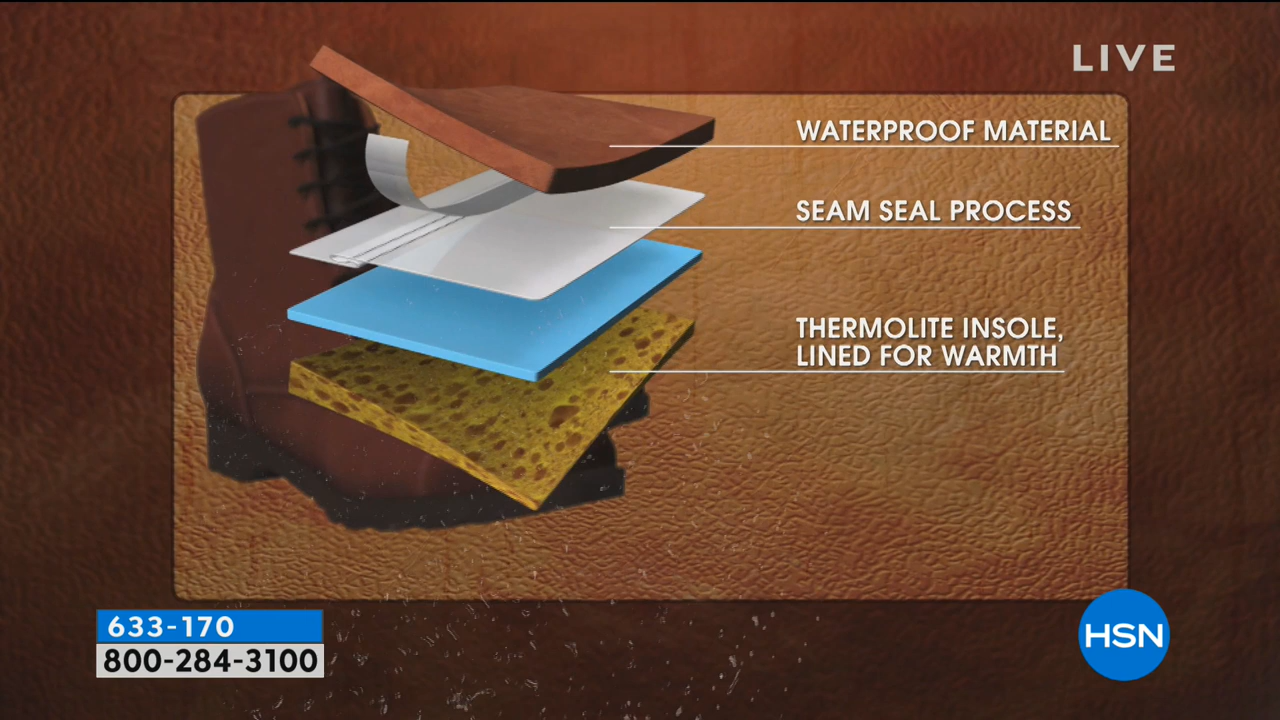 LIVE
WATERPROOF MATERIAL
SEAM SEAL PROCESS
THERMOLITE INSOLE,
LINED FOR WARMTH
633-170
800-284-3100
HSN